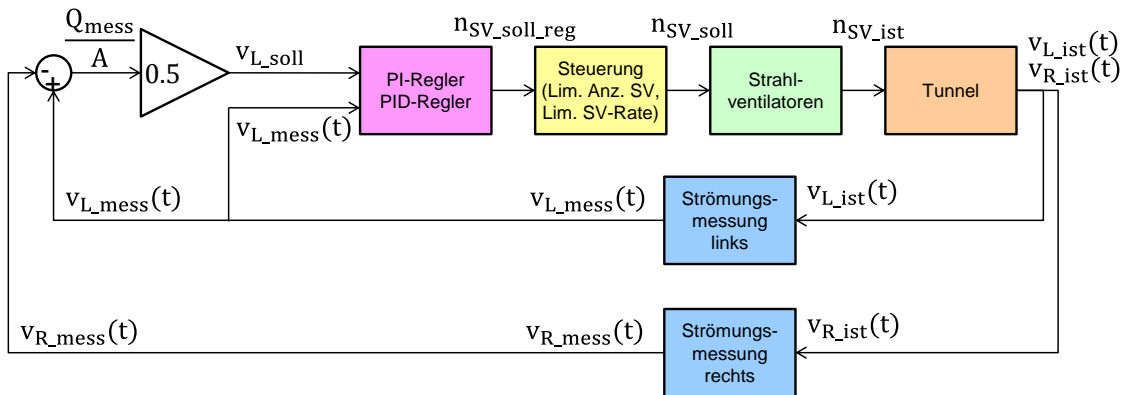 Q_mess
A
-
+
0.5
v_L_soll
PI-Regler
PID-Regler
n_SV_soll_reg
Steuerung
(Lim. Anz. SV,
Lim. SV-Rate)
n_SV_soll
Strahl-
ventilatoren
n_SV_ist
Tunnel
v_L_ist(t)
v_R_ist(t)
v_L_mess(t)
v_L_mess(t)
v_L_mess(t)
Strömungs-
messung
links
v_L_ist(t)
v_R_mess(t)
v_R_mess(t)
Strömungs-
messung
rechts
v_R_ist(t)